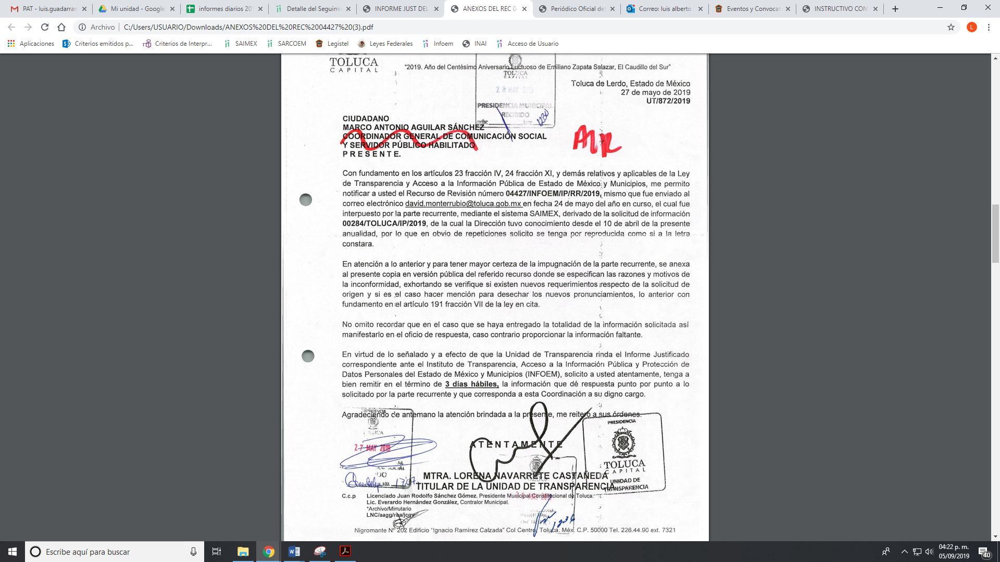 PAT - luis.guadarran
Mi unidad - Google
informes diarios 201
Detalle del Seguimie
INFORME JUST DEL
ANEXOS DEL REC 04
Periódico Oficial del
Correo: luis alberto
Eventos y Convocat
INSTRUCTIVO CON
Archivo
C:/Users/USUARIO/Downloads/ANEXOS%20DEL%20REC%2004427%20(3).pdf
Aplicaciones
Criterios emitidos p...
Criterios de Interpr...
SAIMEX
SARCOEM
Legistel
Leyes Federales
Infoem
INAI
Acceso de Usuario
TOLUCA
CAPITAL
"2019. Año del Centésimo Aniversario Luctuoso de Emiliano Zapata Salazar, El Caudillo del Sur"
TOLUCA
CAPITAL
28 MAY 2019
PRESIDENCIA MUNICIPAL
RECIBIDO
recibe: hora: 1230
Toluca de Lerdo, Estado de México
27 de mayo de 2019
UT/872/2019
CIUDADANO
MARCO ANTONIO AGUILAR SÁNCHEZ
COORDINADOR GENERAL DE COMUNICACIÓN SOCIAL
Y SERVIDOR PÚBLICO HABILITADO
P R E S E N T E.
Con fundamento en los artículos 23 fracción IV, 24 fracción XI, y demás relativos y aplicables de la Ley
de Transparencia y Acceso a la Información Pública de Estado de México y Municipios, me permito
notificar a usted el Recurso de Revisión número 04427/INFOEM/IP/RR/2019, mismo que fue enviado al
correo electrónico david.monterrubio@toluca.gob.mx en fecha 24 de mayo del año en curso, el cual fue
interpuesto por la parte recurrente, mediante el sistema SAIMEX, derivado de la solicitud de información
00284/TOLUCA/IP/2019, de la cual la Dirección tuvo conocimiento desde el 10 de abril de la presente
anualidad, por lo que en obvio de repeticiones solicito se tenga por reproducida como si a la letra
constara.
En atención a lo anterior y para tener mayor certeza de la impugnación de la parte recurrente, se anexa
al presente copia en versión pública del referido recurso donde se especifican las razones y motivos de
la inconformidad, exhortando se verifique si existen nuevos requerimientos respecto de la solicitud de
origen y si es el caso hacer mención para desechar los nuevos pronunciamientos, lo anterior con
fundamento en el artículo 191 fracción VII de la ley en cita.
No omito recordar que en el caso que se haya entregado la totalidad de la información solicitada así
manifestarlo en el oficio de respuesta, caso contrario proporcionar la información faltante.
En virtud de lo señalado y a efecto de que la Unidad de Transparencia rinda el Informe Justificado
correspondiente ante el Instituto de Transparencia, Acceso a la Información Pública y Protección de
Datos Personales del Estado de México y Municipios (INFOEM), solicito a usted atentamente, tenga a
bien remitir en el término de 3 días hábiles, la información que dé respuesta punto por punto a lo
solicitado por la parte recurrente y que corresponda a esta Coordinación a su digno cargo.
Agradeciendo de antemano la atención brindada a la presente, me reitero a sus órdenes.
27 MAY 2019
17:07
A T E N T A M E N T E
MTRA. LORENA NAVARRETE CASTAÑEDA
TITULAR DE LA UNIDAD DE TRANSPARENCIA
PRESIDENCIA
TOLUCA
CAPITAL
UNIDAD DE
TRANSPARENCIA
C.c.p Licenciado Juan Rodolfo Sánchez Gómez. Presidente Municipal Constitucional de Toluca.
Lic. Everardo Hernández González, Contralor Municipal.
*Archivo/Minutario
LNC/aagg/raa/jcgv
Nigromante N° 202 Edificio "Ignacio Ramírez Calzada" Col Centro, Toluca. Méx. C.P. 50000 Tel. 226.44.90 ext. 7321
Escribe aquí para buscar
04:22 p. m.
05/09/2019
40